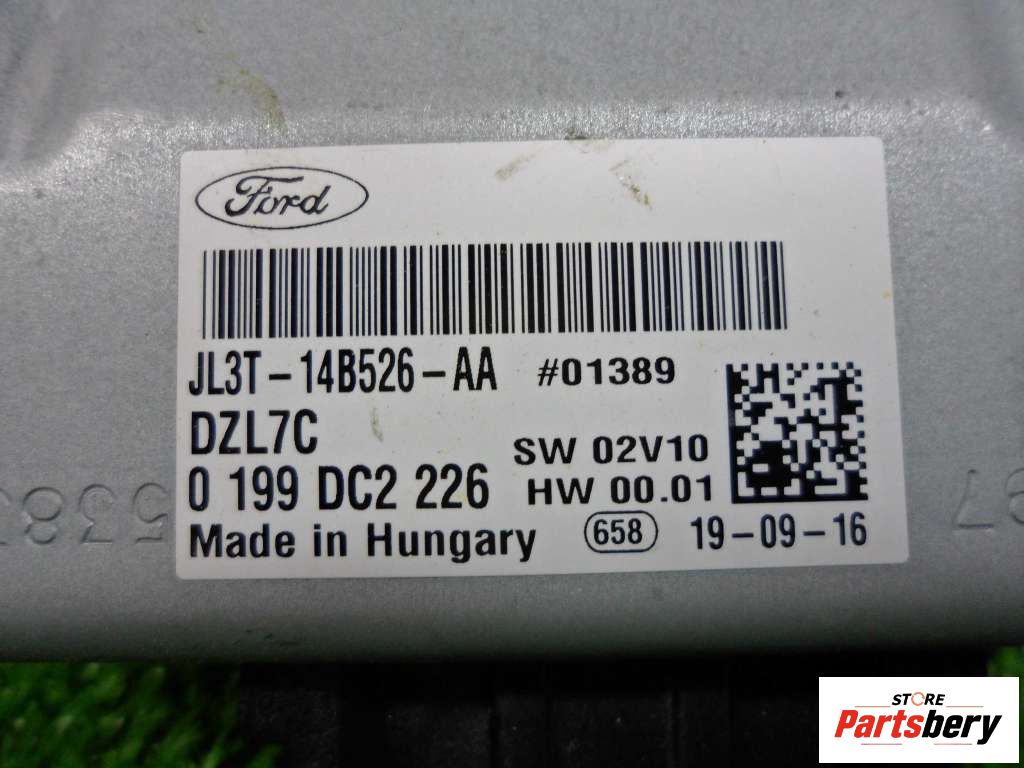 Ford
JL3T-14B526-AA #01389
DZL7C
SW 02V10
0 199 DC2 226
HW 00.01
Made in Hungary 658 19-09-16
STORE
Partsbery